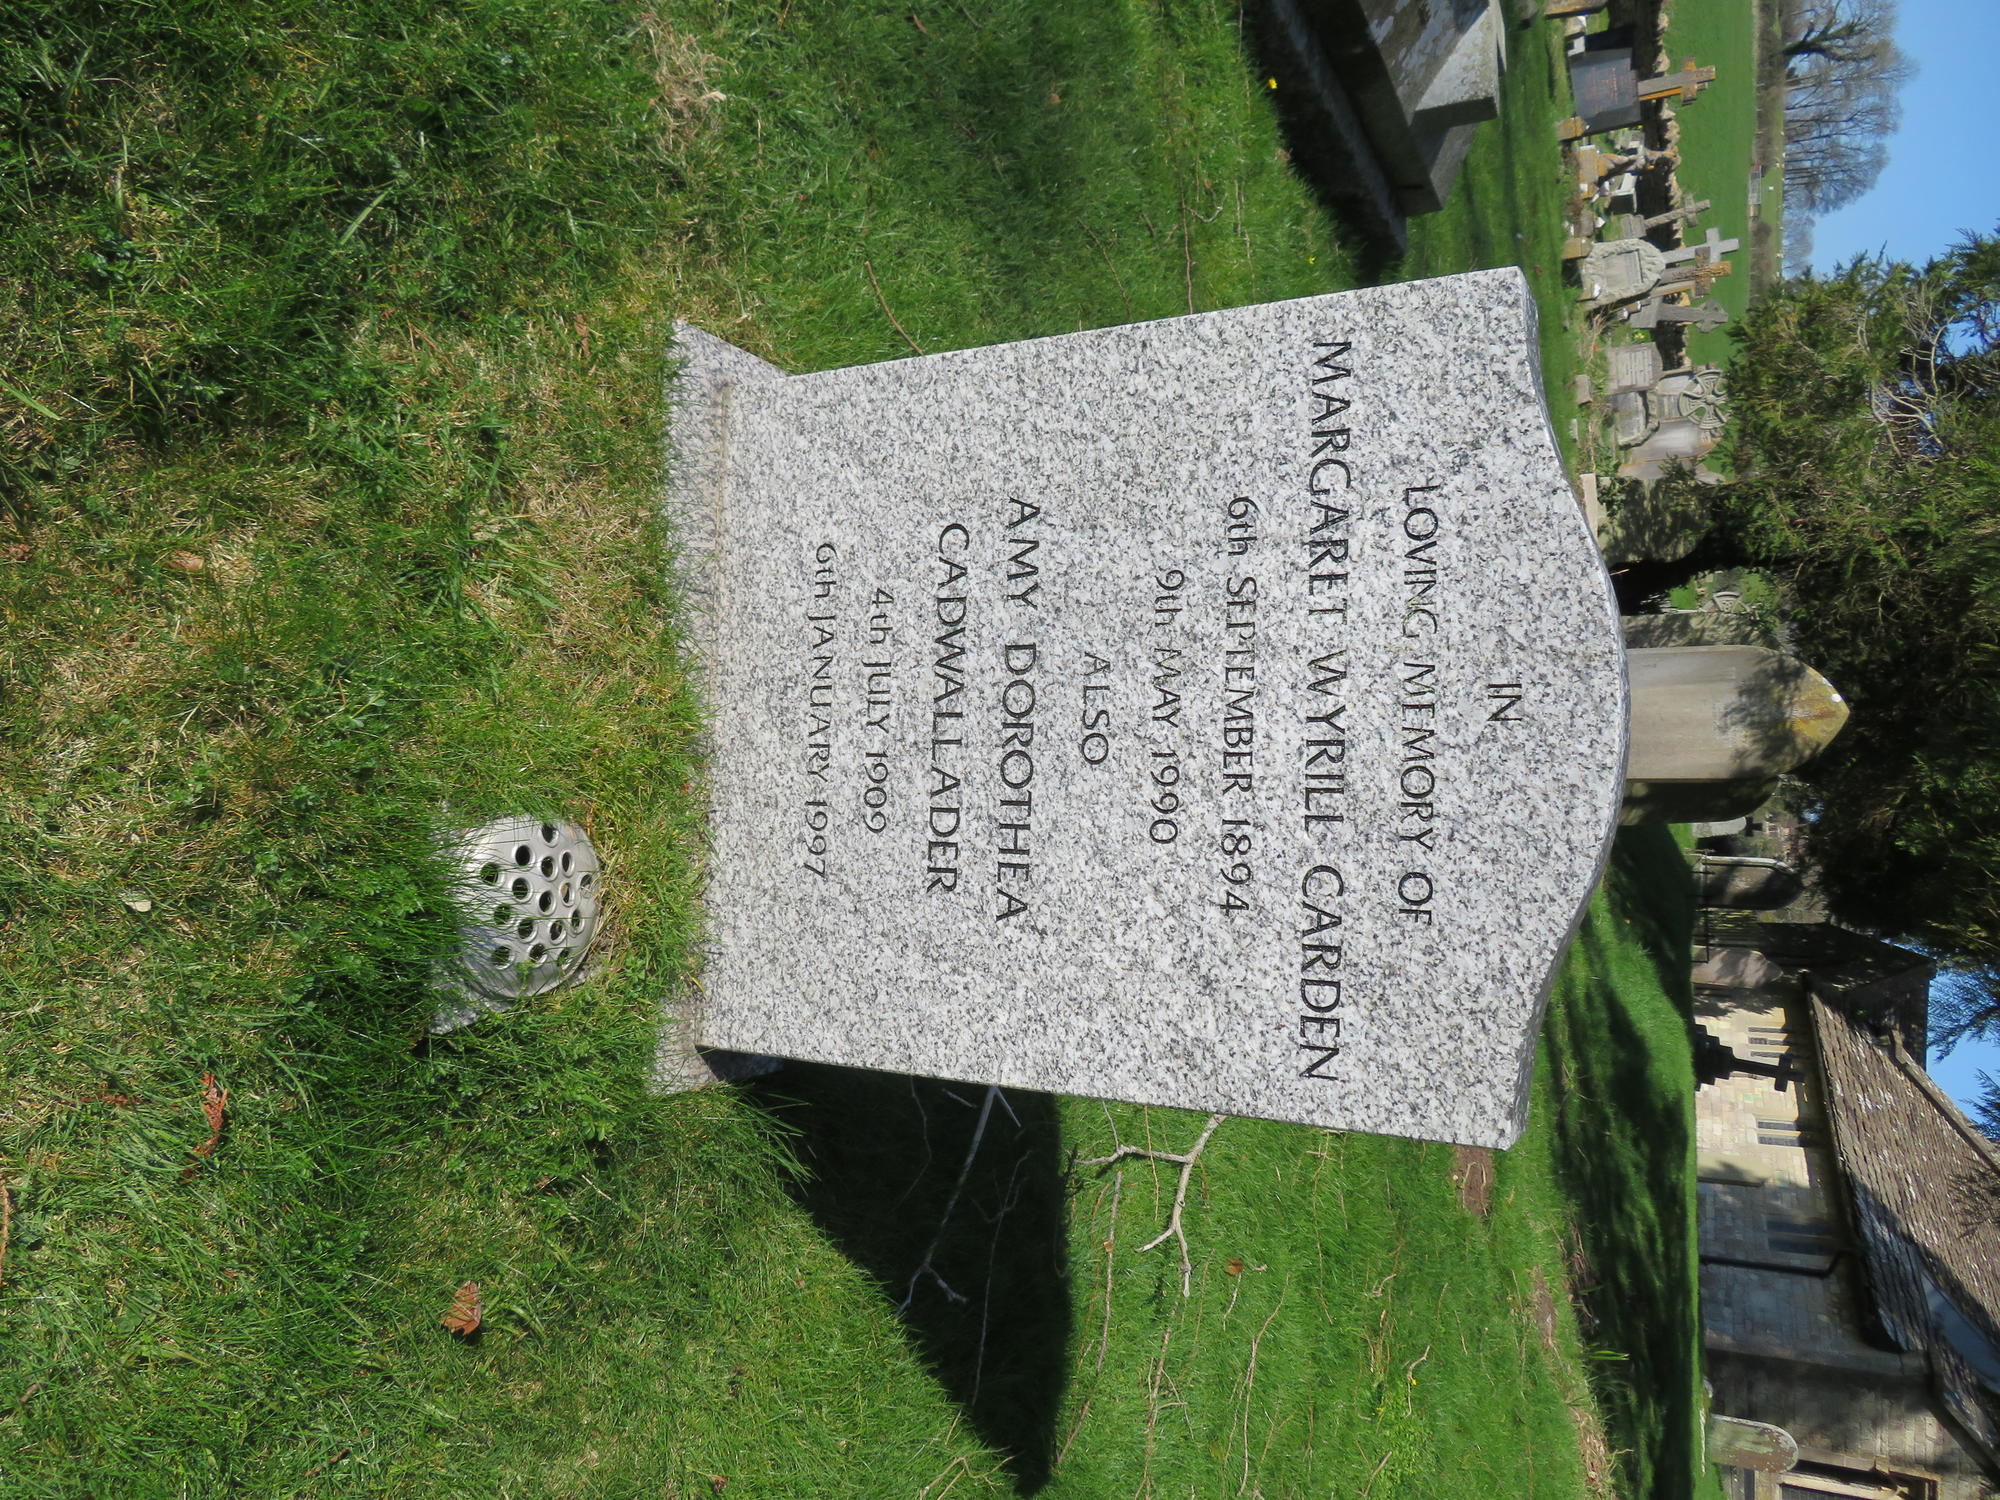 IN
LOVING MEMORY OF
MARGARET WYRILL CARDEN
6th SEPTEMBER 1894
9th MAY 1990
ALSO
AMY DOROTHEA
CADWALLADER
4th JULY 1909
6th JANUARY 1997